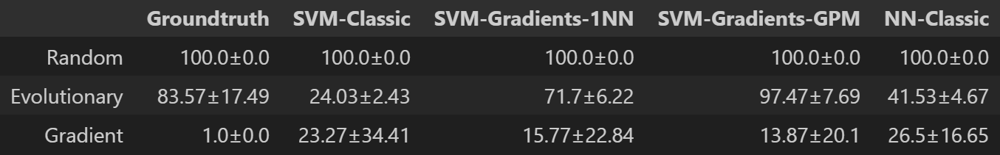 Groundtruth SVM-Classic SVM-Gradients-1NN SVM-Gradients-GPM NN-Classic
Random 100.0±0.0 100.0±0.0 100.0±0.0 100.0±0.0 100.0±0.0
Evolutionary 83.57±17.49 24.03±2.43 71.7±6.22 97.47±7.69 41.53±4.67
Gradient 1.0±0.0 23.27±34.41 15.77±22.84 13.87±20.1 26.5±16.65